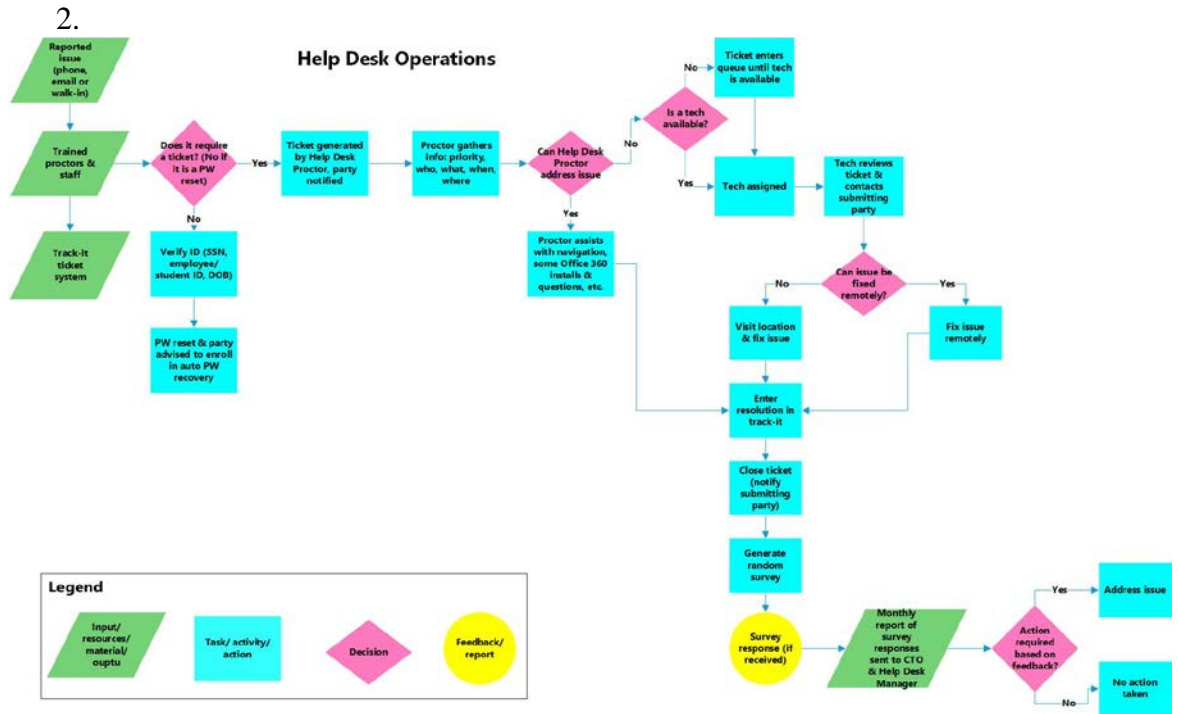 2.
Help Desk Operations
Reported
issue
(phone,
email or
walk-in)
Trained
proctors &
staff
Track-It
ticket
system
Does it
require a
ticket? (No if
it is a PW
reset)
Yes
No
Verify ID (SSN,
employee/
student ID, DOB)
PW reset & party
advised to enroll
in auto PW
recovery
Ticket generated
by Help Desk
Proctor, party
notified
Proctor gathers
info: priority,
who, what, when,
where
Can Help Desk
Proctor
address issue
No
Yes
Proctor assists
with navigation,
some Office 360
installs &
questions, etc.
Is a tech
available?
No
Yes
Ticket enters
queue until tech
is available
Tech assigned
Tech reviews
ticket & contacts
submitting
party
Can issue be
fixed
remotely?
No
Yes
Visit location
& fix issue
Fix issue
remotely
Enter
resolution in
track-it
Close ticket
(notify
submitting
party)
Generate
random
survey
Survey
response (if
received)
Monthly
report of
survey
responses
sent to CTO
& Help Desk
Manager
Action
required
based on
feedback?
Yes
No
Address issue
No action
taken
Legend
Input/
resources/
material/
ouptu
Task/ activity/
action
Decision
Feedback/
report